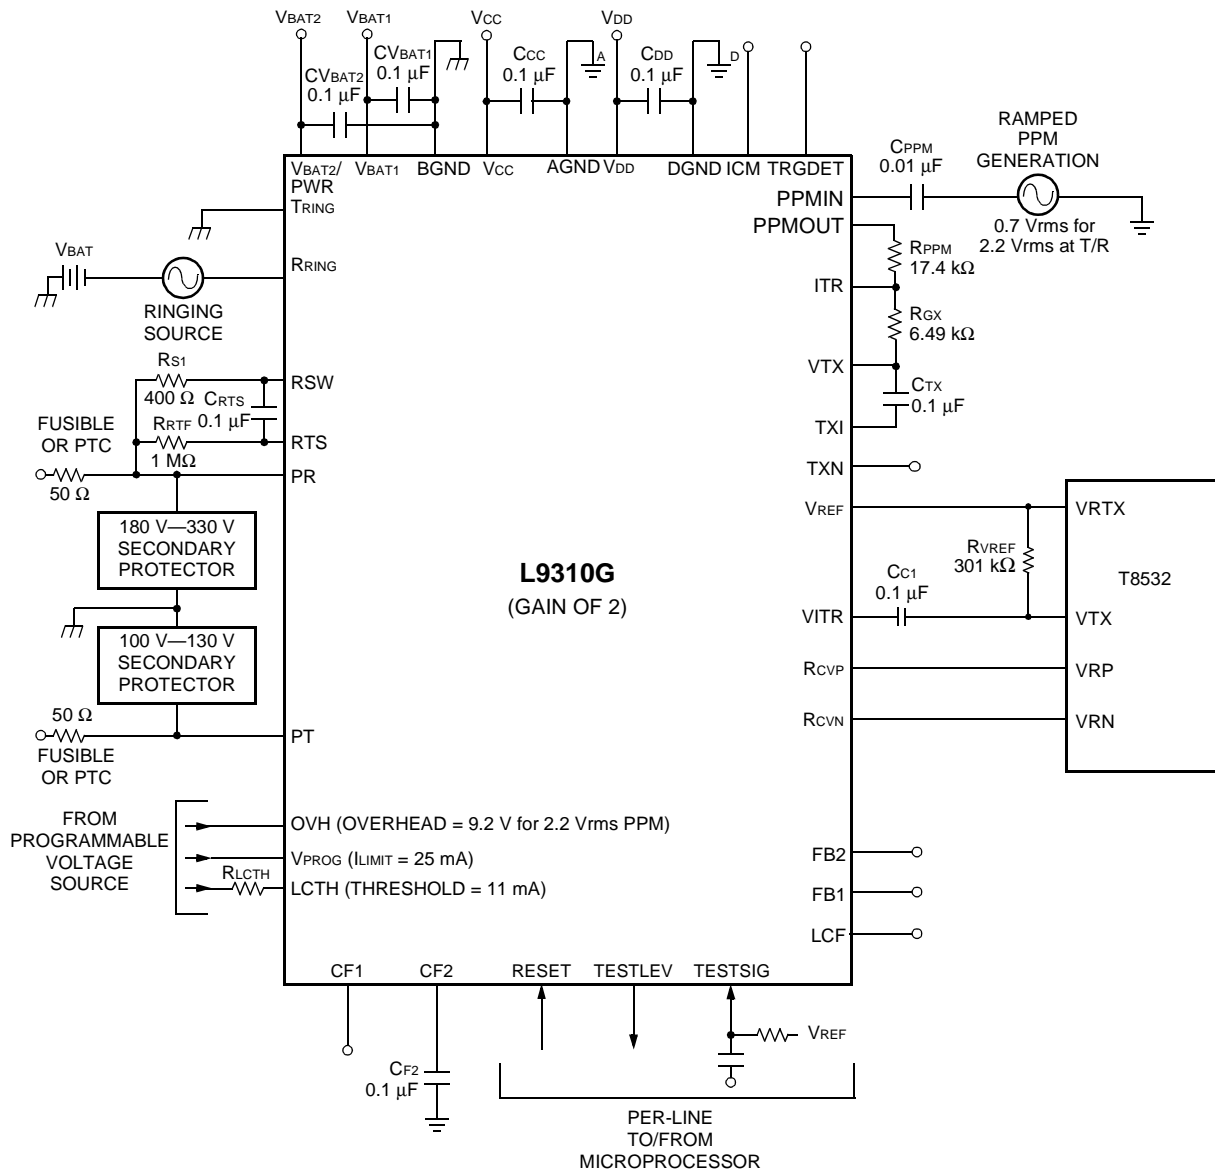 VBAT2
VBAT1
VCC
VDD
CVBAT2
0.1 µF
CVBAT1
0.1 µF
CCC
0.1 µF
A
CDD
0.1 µF
D
VBAT2/
PWR
VBAT1
BGND
VCC
AGND
VDD
DGND
ICM
TRGDET
CPPM
0.01 µF
RAMPED
PPM
GENERATION
0.7 Vrms for
2.2 Vrms at T/R
PPMIN
PPMOUT
RPPM
17.4 kΩ
ITR
RGX
6.49 kΩ
VTX
CTX
0.1 µF
TXI
TXN
VREF
RVREF
301 kΩ
CC1
0.1 µF
VITR
RCVP
RCVN
VRTX
T8532
VTX
VRP
VRN
TRING
VBAT
RRING
RINGING
SOURCE
RS1
400 Ω
RSW
CRTS
0.1 µF
RRTF
1 MΩ
RTS
FUSIBLE
OR PTC
50 Ω
PR
180 V—330 V
SECONDARY
PROTECTOR
100 V—130 V
SECONDARY
PROTECTOR
50 Ω
PT
FUSIBLE
OR PTC
L9310G
(GAIN OF 2)
FROM
PROGRAMMABLE
VOLTAGE
SOURCE
OVH (OVERHEAD = 9.2 V for 2.2 Vrms PPM)
VPROG (ILIMIT = 25 mA)
RLCTH
LCTH (THRESHOLD = 11 mA)
FB2
FB1
LCF
CF1
CF2
RESET
TESTLEV
TESTSIG
CF2
0.1 µF
VREF
PER-LINE
TO/FROM
MICROPROCESSOR